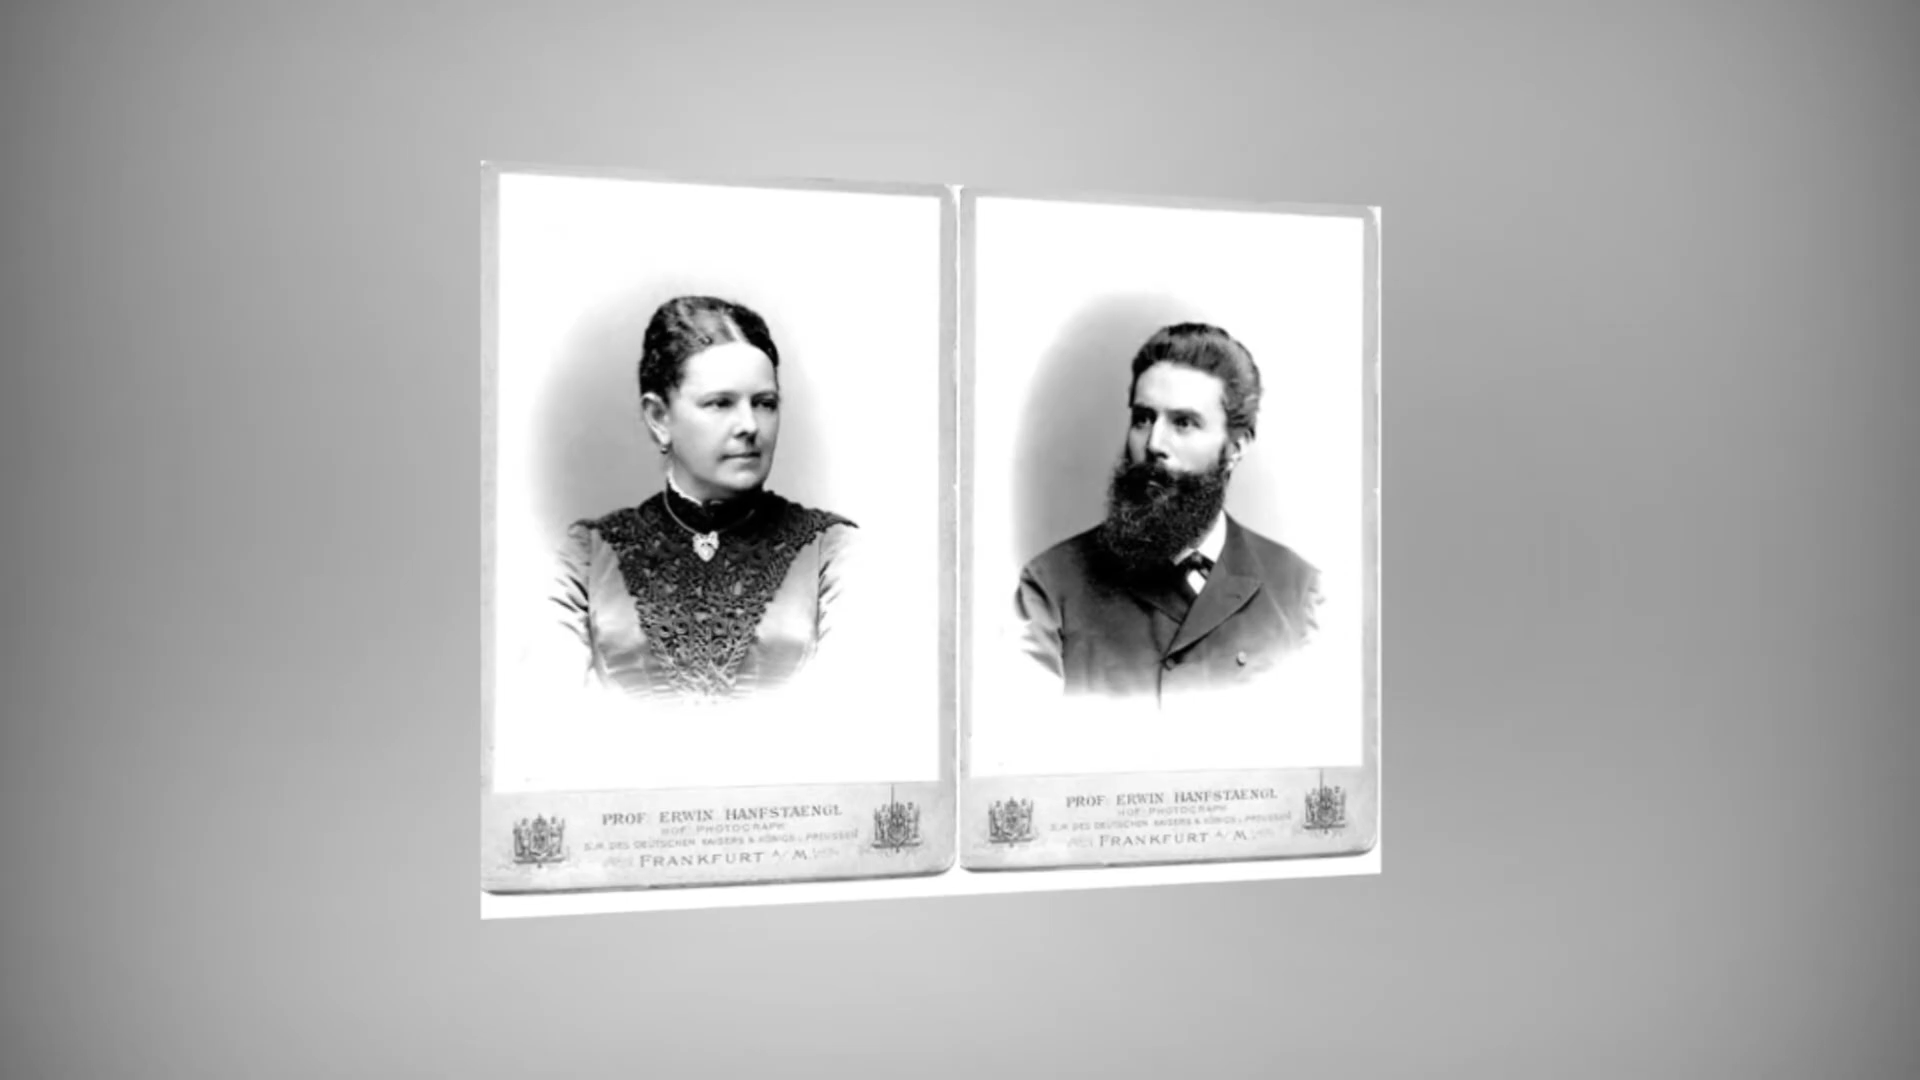 PROF. ERWIN HANFSTAENGL
HOF-PHOTOGRAPH
S.M. DES DEUTSCHEN KAISERS & KÖNIGS v. PREUSSEN
FRANKFURT A/M.
PROF. ERWIN HANFSTAENGL
HOF-PHOTOGRAPH
S.M. DES DEUTSCHEN KAISERS & KÖNIGS v. PREUSSEN
FRANKFURT A/M.